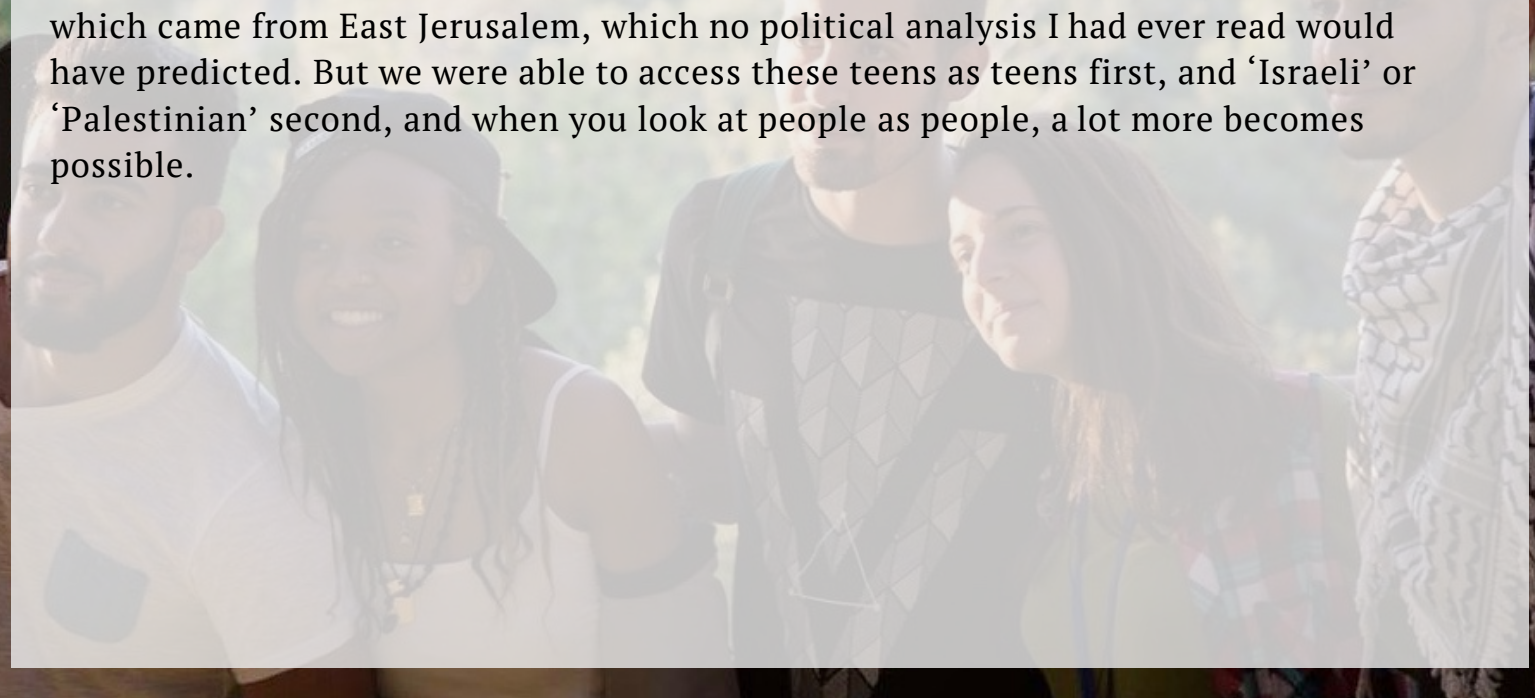 which came from East Jerusalem, which no political analysis I had ever read would
have predicted. But we were able to access these teens as teens first, and ‘Israeli’ or
‘Palestinian’ second, and when you look at people as people, a lot more becomes
possible.